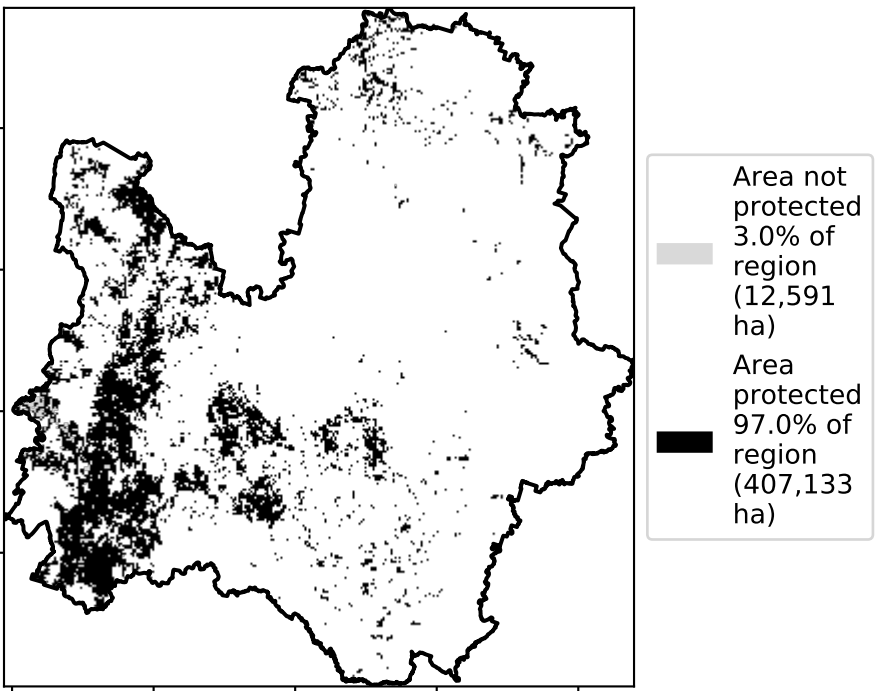 Area not
protected
3.0% of
region
(12,591
ha)
Area
protected
97.0% of
region
(407,133
ha)